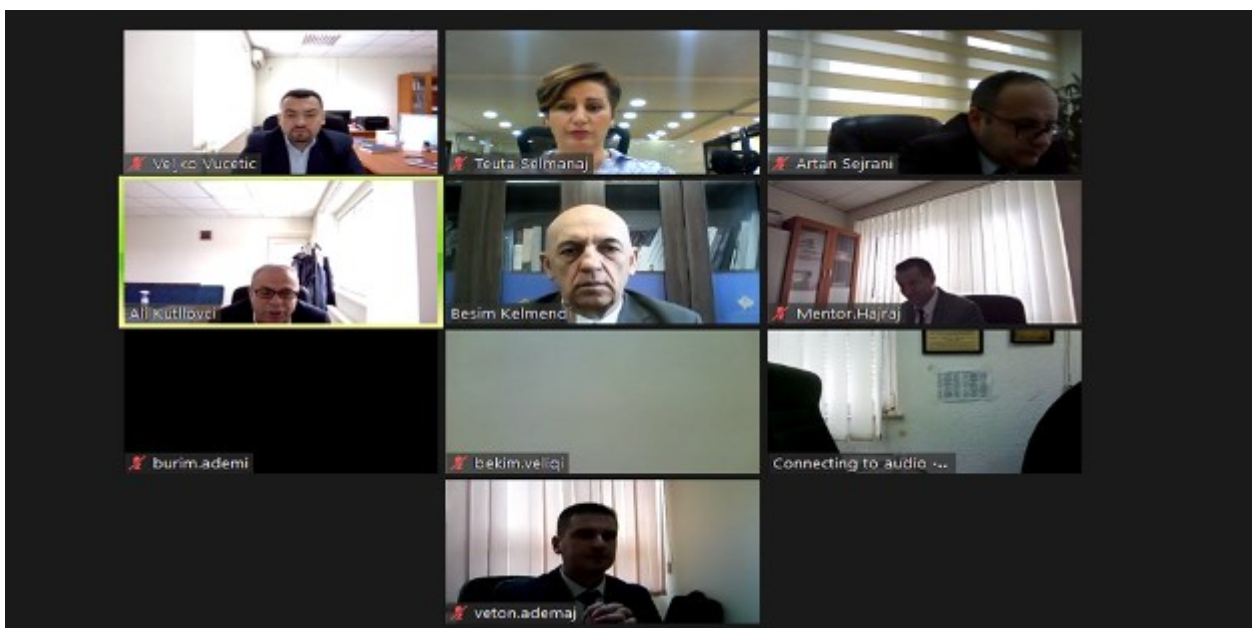 Veljko Vucetic
Teuta Selmanaj
Artan Sejrani
Ali Kutllovci
Besim Kelmendi
Mentor.Hajraj
burim.ademi
bekim.veliqi
Connecting to audio ...
veton.ademaj